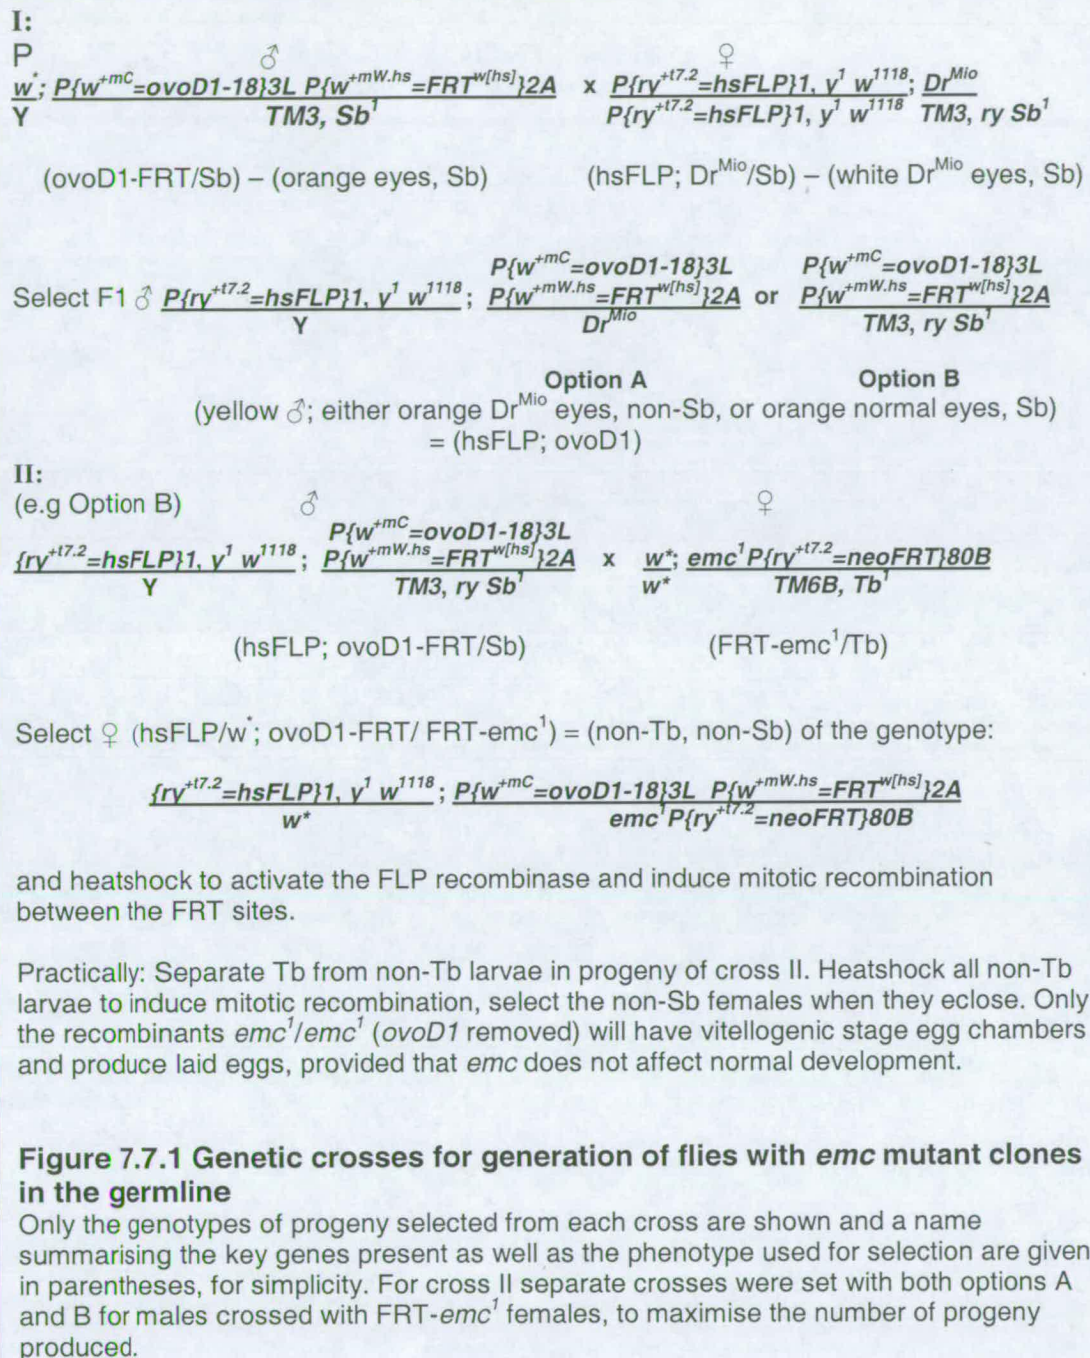 I:
P
♂ ♀
w*; P{w+mC=ovoD1-18}3L P{w+mW.hs=FRTw[hs]}2A x P{ry+t7.2=hsFLP}1, y1 w1118; DrMio
Y TM3, Sb1 P{ry+t7.2=hsFLP}1, y1 w1118 TM3, ry Sb1
(ovoD1-FRT/Sb) – (orange eyes, Sb) (hsFLP; DrMio/Sb) – (white DrMio eyes, Sb)
P{w+mC=ovoD1-18}3L P{w+mC=ovoD1-18}3L
Select F1 ♂ P{ry+t7.2=hsFLP}1, y1 w1118; P{w+mW.hs=FRTw[hs]}2A or P{w+mW.hs=FRTw[hs]}2A
Y DrMio TM3, ry Sb1
Option A Option B
(yellow ♂; either orange DrMio eyes, non-Sb, or orange normal eyes, Sb)
= (hsFLP; ovoD1)
II:
(e.g Option B) ♂ ♀
P{w+mC=ovoD1-18}3L
{ry+t7.2=hsFLP}1, y1 w1118; P{w+mW.hs=FRTw[hs]}2A x w*; emc1 P{ry+t7.2=neoFRT}80B
Y TM3, ry Sb1 w* TM6B, Tb1
(hsFLP; ovoD1-FRT/Sb) (FRT-emc1/Tb)
Select ♀ (hsFLP/w*; ovoD1-FRT/ FRT-emc1) = (non-Tb, non-Sb) of the genotype:
{ry+t7.2=hsFLP}1, y1 w1118; P{w+mC=ovoD1-18}3L P{w+mW.hs=FRTw[hs]}2A
w* emc1 P{ry+t7.2=neoFRT}80B
and heatshock to activate the FLP recombinase and induce mitotic recombination
between the FRT sites.
Practically: Separate Tb from non-Tb larvae in progeny of cross II. Heatshock all non-Tb
larvae to induce mitotic recombination, select the non-Sb females when they eclose. Only
the recombinants emc1/emc1 (ovoD1 removed) will have vitellogenic stage egg chambers
and produce laid eggs, provided that emc does not affect normal development.
Figure 7.7.1 Genetic crosses for generation of flies with emc mutant clones
in the germline
Only the genotypes of progeny selected from each cross are shown and a name
summarising the key genes present as well as the phenotype used for selection are given
in parentheses, for simplicity. For cross II separate crosses were set with both options A
and B for males crossed with FRT-emc1 females, to maximise the number of progeny
produced.